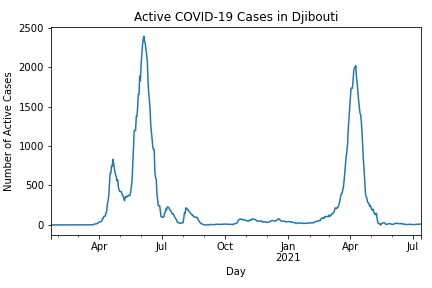 Active COVID-19 Cases in Djibouti
Number of Active Cases
2500
2000
1500
1000
500
0
Apr Jul Oct Jan Apr Jul
2021
Day